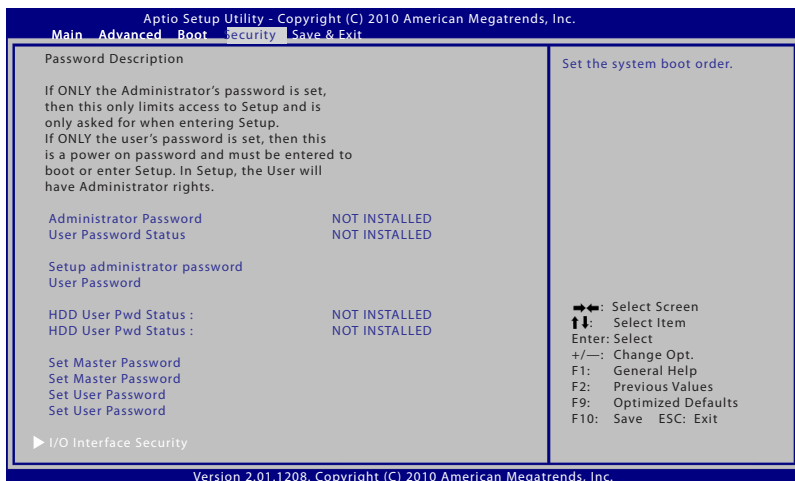 Aptio Setup Utility - Copyright (C) 2010 American Megatrends, Inc.
Main Advanced Boot Security Save & Exit
Password Description
If ONLY the Administrator's password is set,
then this only limits access to Setup and is
only asked for when entering Setup.
If ONLY the user's password is set, then this
is a power on password and must be entered to
boot or enter Setup. In Setup, the User will
have Administrator rights.
Administrator Password NOT INSTALLED
User Password Status NOT INSTALLED
Setup administrator password
User Password
HDD User Pwd Status : NOT INSTALLED
HDD User Pwd Status : NOT INSTALLED
Set Master Password
Set Master Password
Set User Password
Set User Password
▶ I/O Interface Security
Set the system boot order.
➡⬅: Select Screen
⬆⬇: Select Item
Enter: Select
+/—: Change Opt.
F1: General Help
F2: Previous Values
F9: Optimized Defaults
F10: Save ESC: Exit
Version 2.01.1208. Copyright (C) 2010 American Megatrends, Inc.